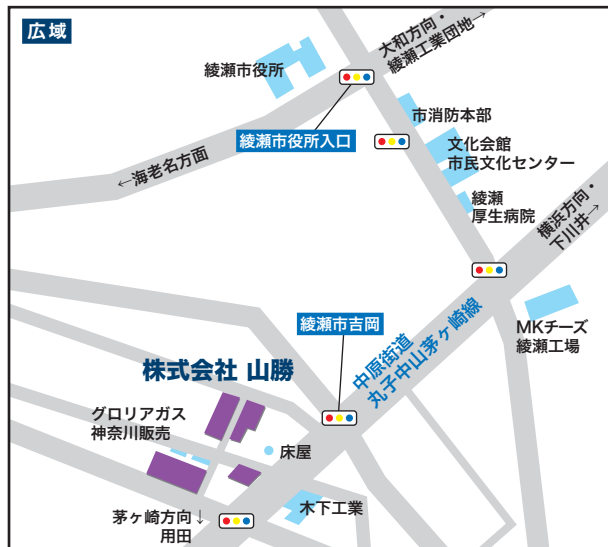 広域
大和方向・
綾瀬工業団地→
綾瀬市役所
市消防本部
綾瀬市役所入口
文化会館
市民文化センター
←海老名方面
綾瀬
厚生病院
横浜方向・
下川井→
綾瀬市吉岡
中原街道
丸子中山茅ヶ崎線
MKチーズ
綾瀬工場
株式会社 山勝
グロリアガス
神奈川販売
床屋
木下工業
茅ヶ崎方向↓
用田